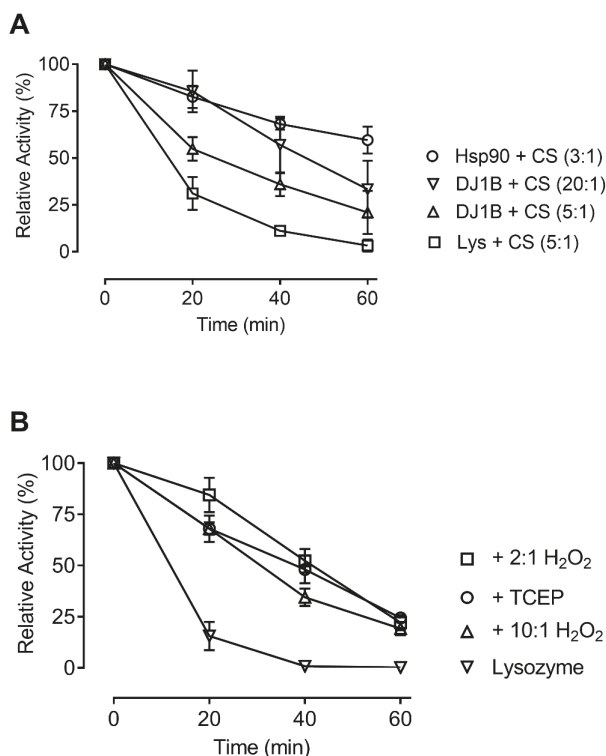 A
100
75
50
25
0
Relative Activity (%)
0 20 40 60
Time (min)
Hsp90 + CS (3:1)
DJ1B + CS (20:1)
DJ1B + CS (5:1)
Lys + CS (5:1)
B
100
75
50
25
0
Relative Activity (%)
0 20 40 60
Time (min)
+ 2:1 H₂O₂
+ TCEP
+ 10:1 H₂O₂
Lysozyme